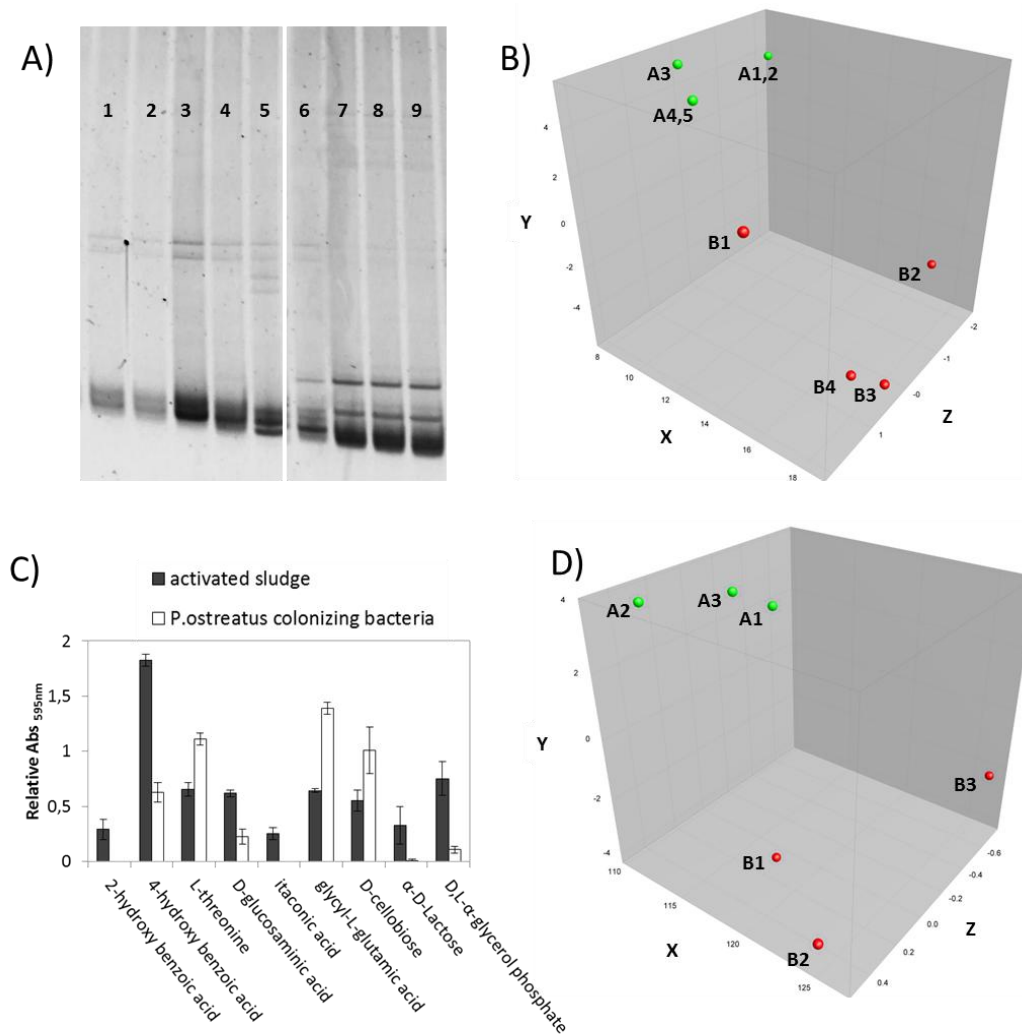 A)
1 2 3 4 5 6 7 8 9
B)
A3 A1,2
A4,5
B1
B2
B4 B3
4
2
0
-2
-4
Y
8
10
12
14
16
18
X
-2
-1
-0
1
Z
C)
activated sludge
P.ostreatus colonizing bacteria
2
1,5
1
0,5
0
Relative Abs 595nm
2-hydroxy benzoic acid
4-hydroxy benzoic acid
L-threonine
D-glucosaminic acid
itaconic acid
glycyl-L-glutamic acid
D-cellobiose
α-D-Lactose
D,L-α-glycerol phosphate
D)
A2 A3 A1
B3
B1
B2
4
2
0
-2
-4
Y
110
115
120
125
X
-0.6
-0.4
-0.2
0.0
0.2
0.4
Z